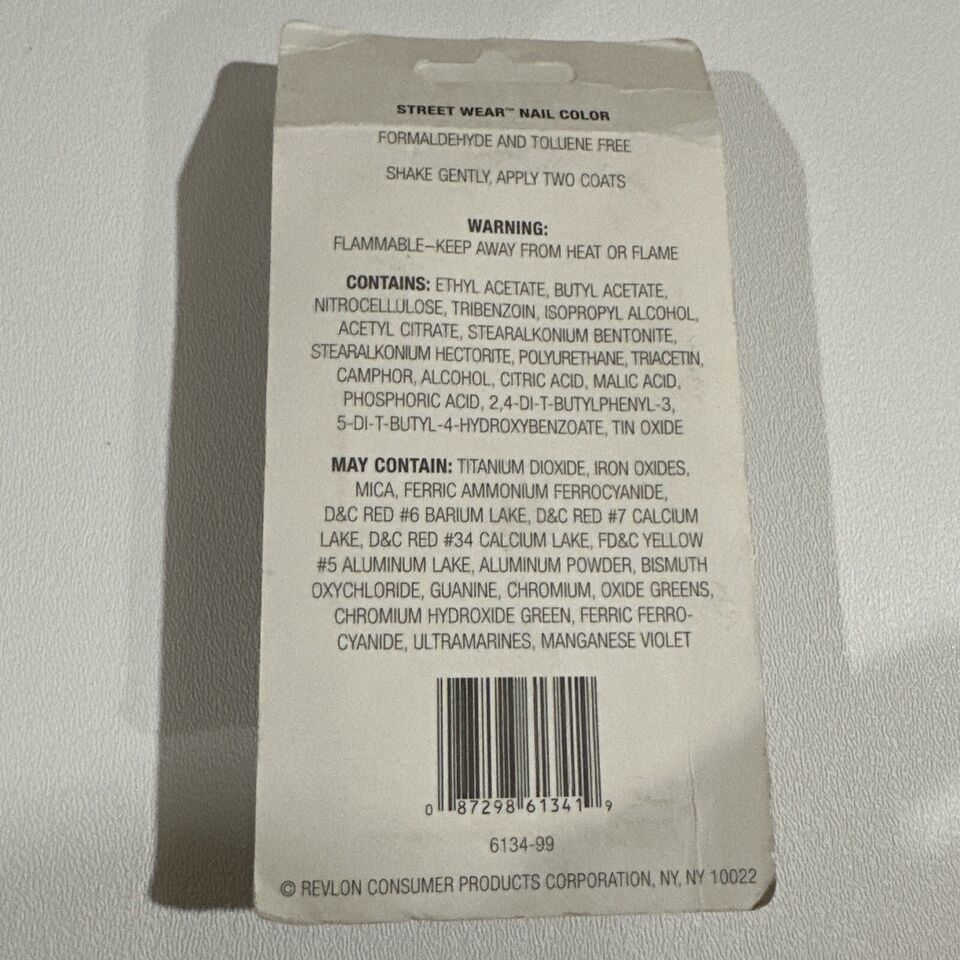 STREET WEAR™ NAIL COLOR
FORMALDEHYDE AND TOLUENE FREE
SHAKE GENTLY, APPLY TWO COATS
WARNING:
FLAMMABLE–KEEP AWAY FROM HEAT OR FLAME
CONTAINS: ETHYL ACETATE, BUTYL ACETATE,
NITROCELLULOSE, TRIBENZOIN, ISOPROPYL ALCOHOL,
ACETYL CITRATE, STEARALKONIUM BENTONITE,
STEARALKONIUM HECTORITE, POLYURETHANE, TRIACETIN,
CAMPHOR, ALCOHOL, CITRIC ACID, MALIC ACID,
PHOSPHORIC ACID, 2,4-DI-T-BUTYLPHENYL-3,
5-DI-T-BUTYL-4-HYDROXYBENZOATE, TIN OXIDE
MAY CONTAIN: TITANIUM DIOXIDE, IRON OXIDES,
MICA, FERRIC AMMONIUM FERROCYANIDE,
D&C RED #6 BARIUM LAKE, D&C RED #7 CALCIUM
LAKE, D&C RED #34 CALCIUM LAKE, FD&C YELLOW
#5 ALUMINUM LAKE, ALUMINUM POWDER, BISMUTH
OXYCHLORIDE, GUANINE, CHROMIUM, OXIDE GREENS,
CHROMIUM HYDROXIDE GREEN, FERRIC FERRO-
CYANIDE, ULTRAMARINES, MANGANESE VIOLET
0 87298 61341 9
6134-99
© REVLON CONSUMER PRODUCTS CORPORATION, NY, NY 10022